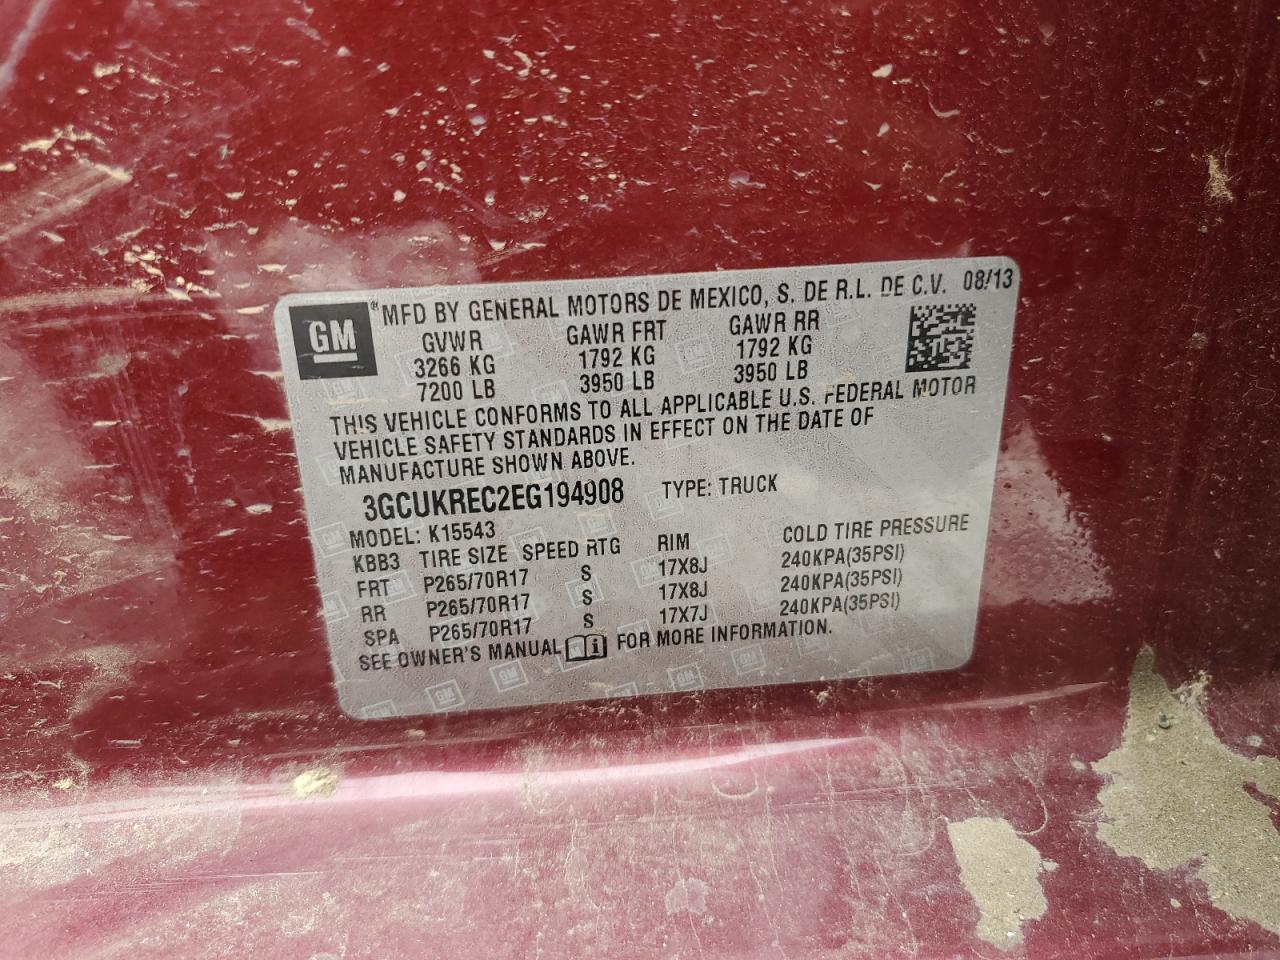 GM
® MFD BY GENERAL MOTORS DE MEXICO, S. DE R.L. DE C.V. 08/13
GVWR GAWR FRT GAWR RR
3266 KG 1792 KG 1792 KG
7200 LB 3950 LB 3950 LB
THIS VEHICLE CONFORMS TO ALL APPLICABLE U.S. FEDERAL MOTOR
VEHICLE SAFETY STANDARDS IN EFFECT ON THE DATE OF
MANUFACTURE SHOWN ABOVE.
3GCUKREC2EG194908 TYPE: TRUCK
MODEL: K15543
KBB3 TIRE SIZE SPEED RTG RIM COLD TIRE PRESSURE
FRT P265/70R17 S 17X8J 240KPA(35PSI)
RR P265/70R17 S 17X8J 240KPA(35PSI)
SPA P265/70R17 S 17X7J 240KPA(35PSI)
SEE OWNER'S MANUAL FOR MORE INFORMATION.